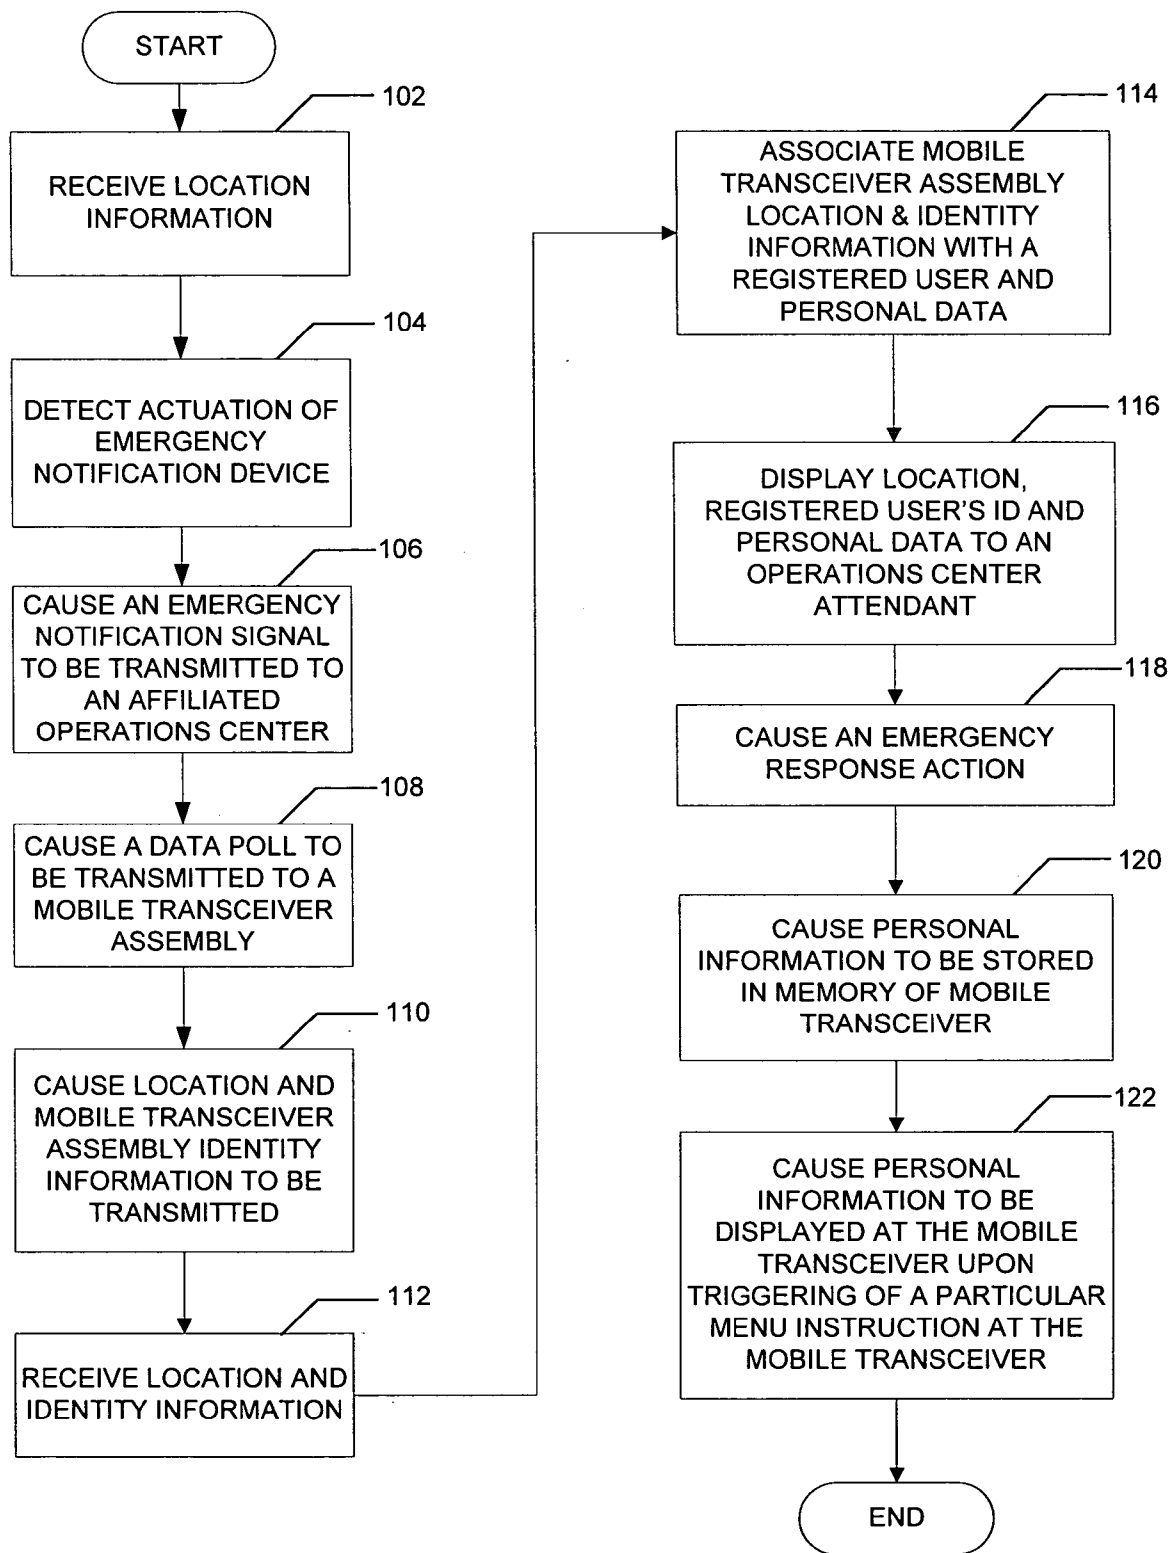 START
102
RECEIVE LOCATION
INFORMATION
104
DETECT ACTUATION OF
EMERGENCY
NOTIFICATION DEVICE
106
CAUSE AN EMERGENCY
NOTIFICATION SIGNAL
TO BE TRANSMITTED TO
AN AFFILIATED
OPERATIONS CENTER
108
CAUSE A DATA POLL TO
BE TRANSMITTED TO A
MOBILE TRANSCEIVER
ASSEMBLY
110
CAUSE LOCATION AND
MOBILE TRANSCEIVER
ASSEMBLY IDENTITY
INFORMATION TO BE
TRANSMITTED
112
RECEIVE LOCATION AND
IDENTITY INFORMATION
114
ASSOCIATE MOBILE
TRANSCEIVER ASSEMBLY
LOCATION & IDENTITY
INFORMATION WITH A
REGISTERED USER AND
PERSONAL DATA
116
DISPLAY LOCATION,
REGISTERED USER'S ID AND
PERSONAL DATA TO AN
OPERATIONS CENTER
ATTENDANT
118
CAUSE AN EMERGENCY
RESPONSE ACTION
120
CAUSE PERSONAL
INFORMATION TO BE STORED
IN MEMORY OF MOBILE
TRANSCEIVER
122
CAUSE PERSONAL
INFORMATION TO BE
DISPLAYED AT THE MOBILE
TRANSCEIVER UPON
TRIGGERING OF A PARTICULAR
MENU INSTRUCTION AT THE
MOBILE TRANSCEIVER
END